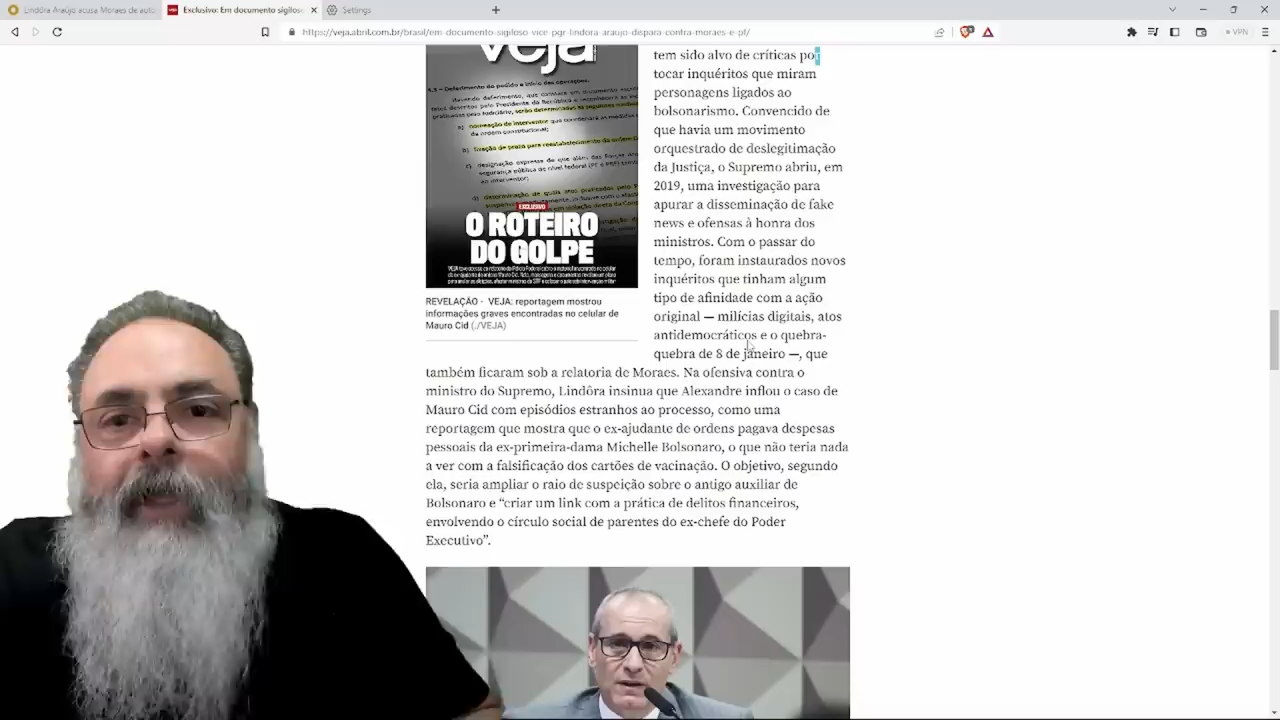 Lindôra Araújo acusa Moraes de auto
Exclusivo: Em documento sigiloso
Settings
https://veja.abril.com.br/brasil/em-documento-sigiloso-vice-pgr-lindora-araujo-dispara-contra-moraes-e-pf/
VPN
veja
EXCLUSIVO
O ROTEIRO
DO GOLPE
REVELAÇÃO - VEJA: reportagem mostrou
informações graves encontradas no celular de
Mauro Cid (./VEJA)
tem sido alvo de críticas por
tocar inquéritos que miram
personagens ligados ao
bolsonarismo. Convencido de
que havia um movimento
orquestrado de deslegitimação
da Justiça, o Supremo abriu, em
2019, uma investigação para
apurar a disseminação de fake
news e ofensas à honra dos
ministros. Com o passar do
tempo, foram instaurados novos
inquéritos que tinham algum
tipo de afinidade com a ação
original — milícias digitais, atos
antidemocráticos e o quebra-
quebra de 8 de janeiro —, que
também ficaram sob a relatoria de Moraes. Na ofensiva contra o
ministro do Supremo, Lindôra insinua que Alexandre inflou o caso de
Mauro Cid com episódios estranhos ao processo, como uma
reportagem que mostra que o ex-ajudante de ordens pagava despesas
pessoais da ex-primeira-dama Michelle Bolsonaro, o que não teria nada
a ver com a falsificação dos cartões de vacinação. O objetivo, segundo
ela, seria ampliar o raio de suspeição sobre o antigo auxiliar de
Bolsonaro e “criar um link com a prática de delitos financeiros,
envolvendo o círculo social de parentes do ex-chefe do Poder
Executivo”.